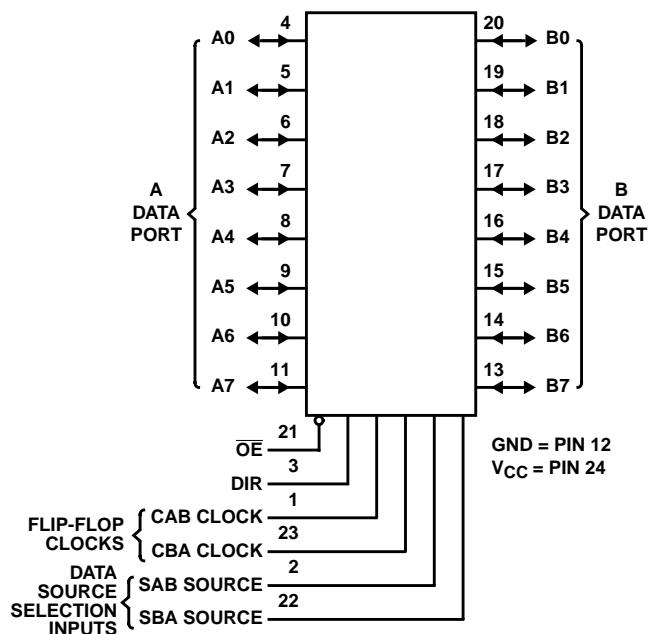 A0 4 20 B0
A1 5 19 B1
A2 6 18 B2
A3 7 17 B3
A
DATA
PORT
B
DATA
PORT
A4 8 16 B4
A5 9 15 B5
A6 10 14 B6
A7 11 13 B7
OE 21
DIR 3
GND = PIN 12
VCC = PIN 24
FLIP-FLOP
CLOCKS
CAB CLOCK 1
CBA CLOCK 23
DATA
SOURCE
SELECTION
INPUTS
SAB SOURCE 2
SBA SOURCE 22